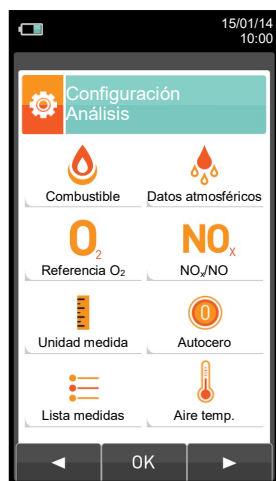 15/01/14
10:00
Configuración
Análisis
Combustible
Datos atmosféricos
O₂
NOₓ
Referencia O₂
NOₓ/NO
0
Unidad medida
Autocero
Lista medidas
Aire temp.
OK